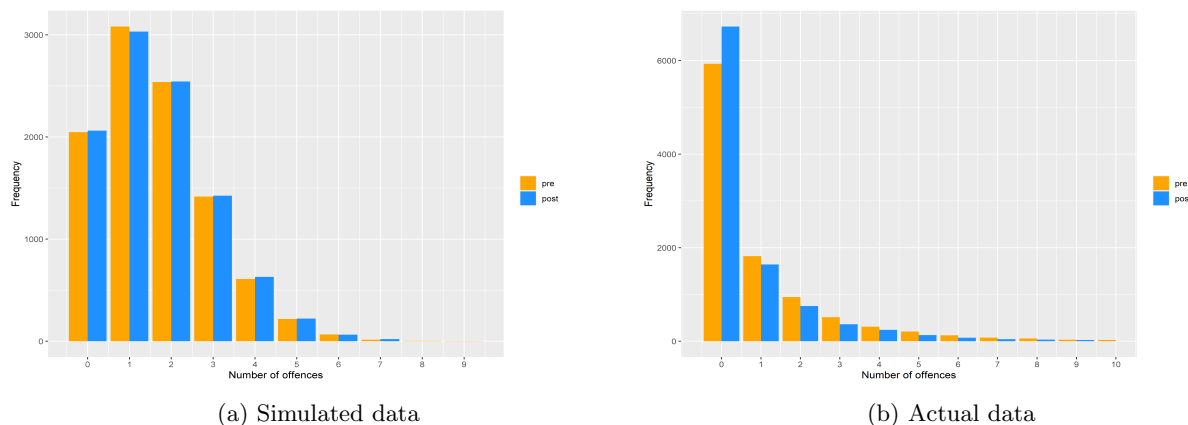 3000
2000
1000
0
Frequency
0 1 2 3 4 5 6 7 8 9
Number of offences
pre
post
(a) Simulated data
6000
4000
2000
0
Frequency
0 1 2 3 4 5 6 7 8 9 10
Number of offences
pre
pos
(b) Actual data